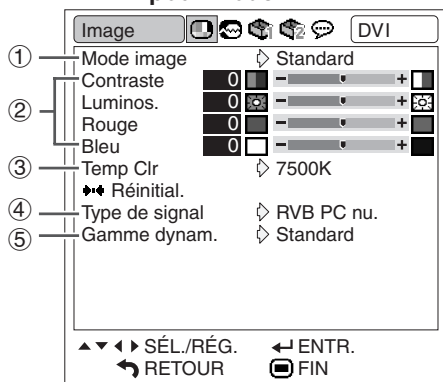 Image DVI
① Mode image Standard
② Contraste 0 - +
Luminos. 0 - +
Rouge 0 - +
Bleu 0 - +
③ Temp Clr 7500K
Réinitial.
④ Type de signal RVB PC nu.
⑤ Gamme dynam. Standard
SÉL./RÉG. ENTR.
RETOUR FIN